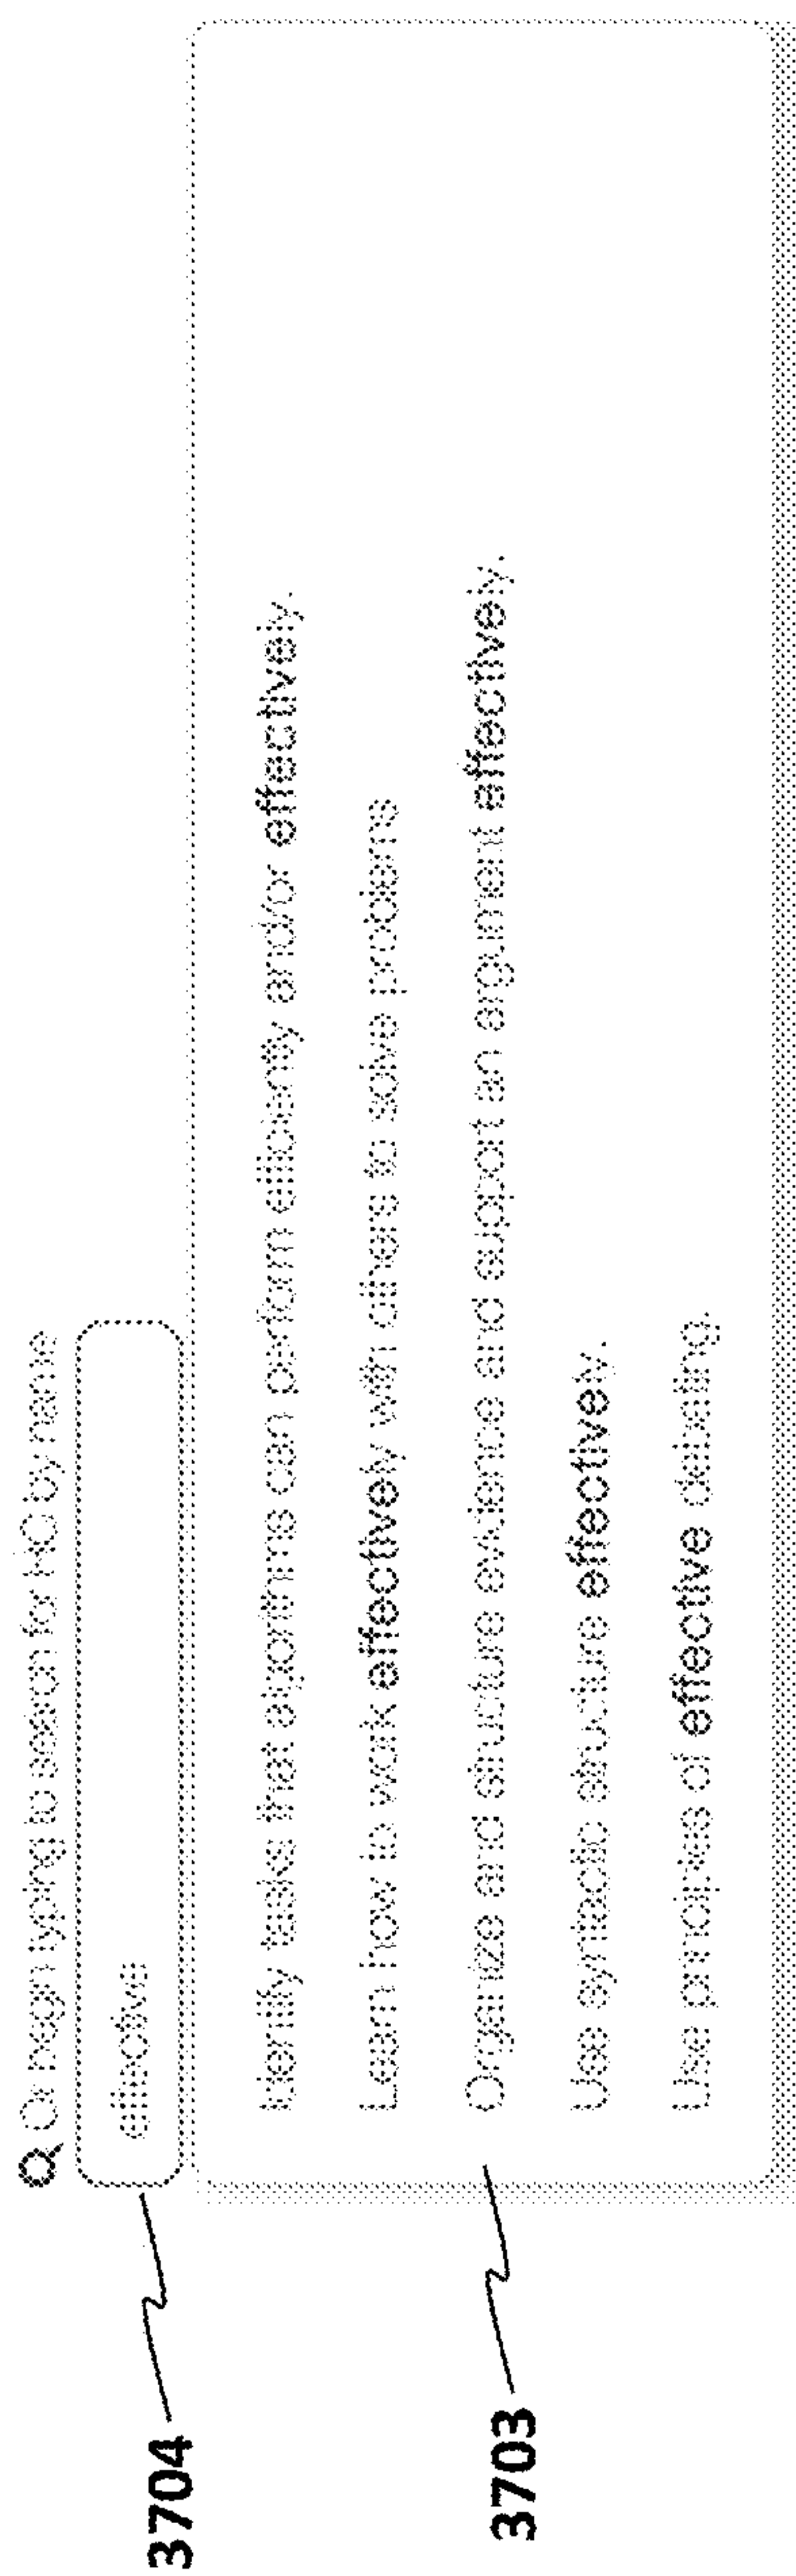 Or begin typing to search for HC by name
effective
Identify tasks that algorithms can perform efficiently and/or effectively.
Learn how to work effectively with others to solve problems
Organize and structure evidence and support an argument effectively.
Use syntactic structure effectively.
Use principles of effective debating.
3704
3703